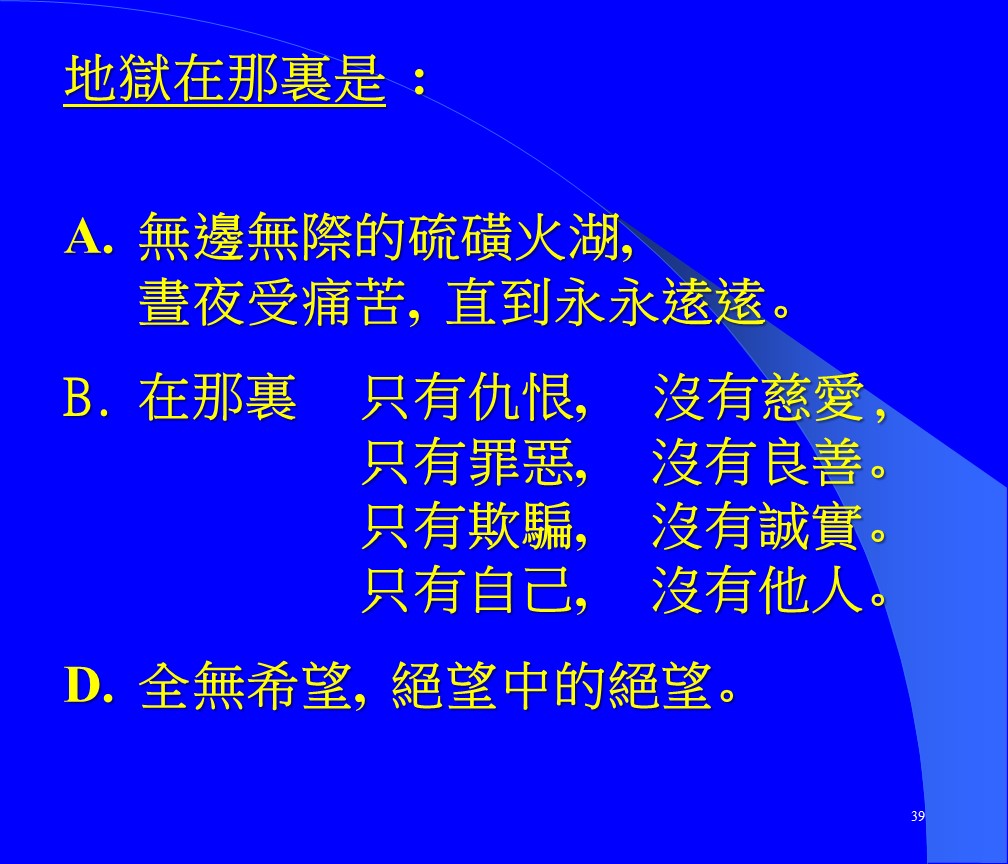 地獄在那裏是：
A. 無邊無際的硫磺火湖,
晝夜受痛苦, 直到永永遠遠。
B. 在那裏 只有仇恨, 沒有慈愛,
只有罪惡, 沒有良善。
只有欺騙, 沒有誠實。
只有自己, 沒有他人。
D. 全無希望, 絕望中的絕望。
39